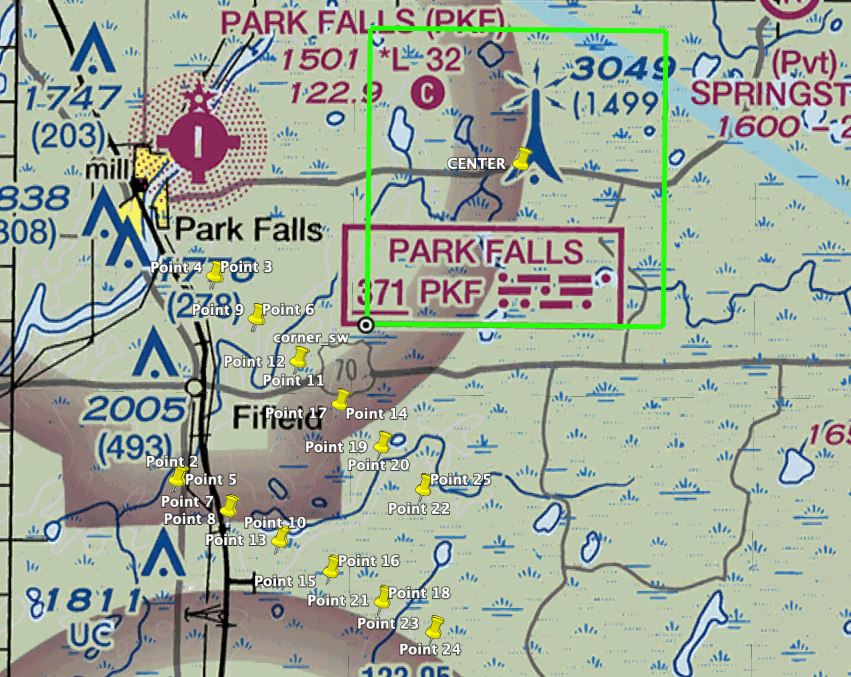 PARK FALLS (PKF)
1501 *L 32
122.9
C
3049
(1499)
(Pvt)
SPRINGST
1600 - 2
1747
(203)
mill
CENTER
838
308)
Park Falls
Point 4
Point 3
(278)
PARK FALLS
371 PKF
Point 9
Point 6
corner_sw
Point 12
Point 11
70
2005
(493)
Fifield
Point 17
Point 14
165
Point 19
Point 20
Point 2
Point 5
Point 25
Point 22
Point 7
Point 8
Point 10
Point 13
Point 16
Point 15
1811
UC
Point 21
Point 18
Point 23
Point 24
122.95